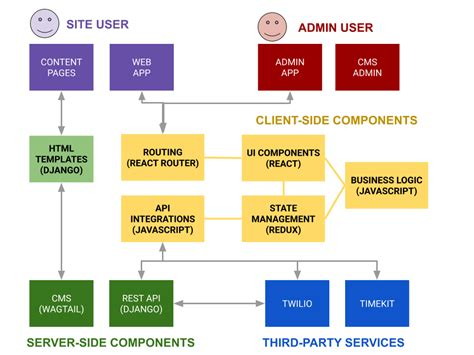 SITE USER
ADMIN USER
CONTENT
PAGES
WEB
APP
ADMIN
APP
CMS
ADMIN
CLIENT-SIDE COMPONENTS
HTML
TEMPLATES
(DJANGO)
ROUTING
(REACT ROUTER)
UI COMPONENTS
(REACT)
BUSINESS LOGIC
(JAVASCRIPT)
API
INTEGRATIONS
(JAVASCRIPT)
STATE
MANAGEMENT
(REDUX)
CMS
(WAGTAIL)
REST API
(DJANGO)
TWILIO
TIMEKIT
SERVER-SIDE COMPONENTS
THIRD-PARTY SERVICES